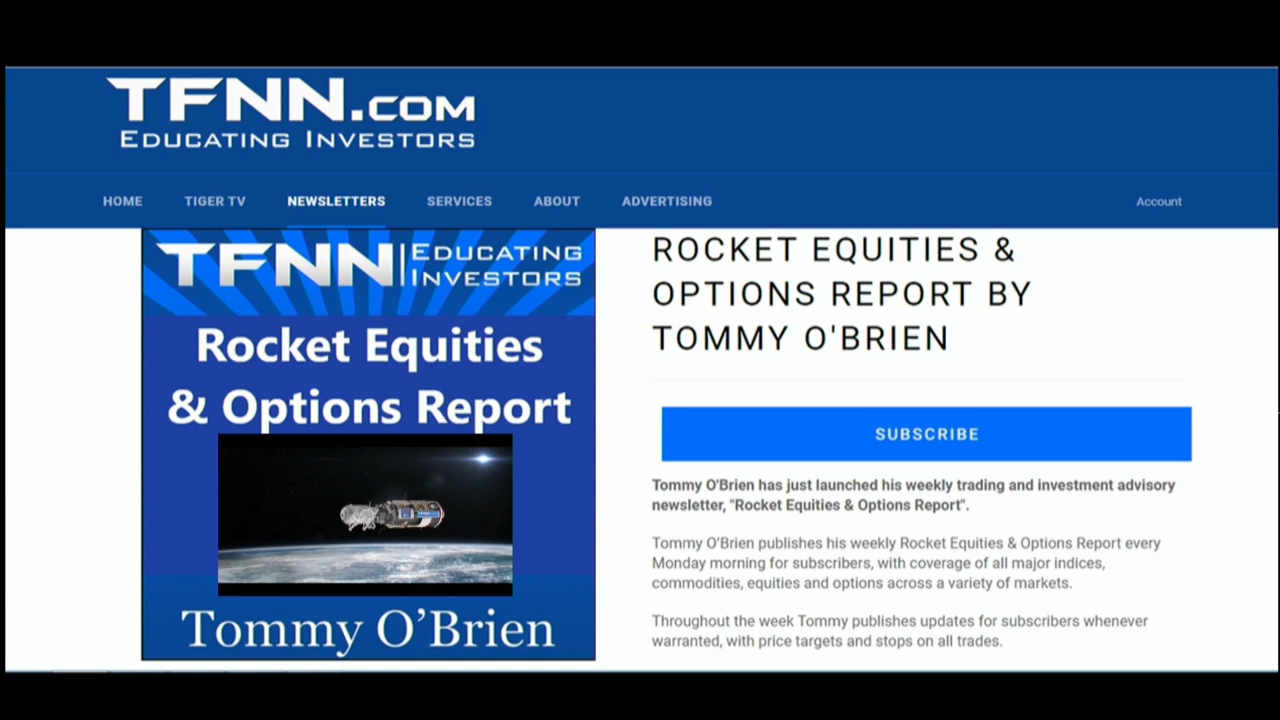 TFNN.COM
EDUCATING INVESTORS
HOME TIGER TV NEWSLETTERS SERVICES ABOUT ADVERTISING Account
TFNN | EDUCATING
INVESTORS
Rocket Equities
& Options Report
Tommy O'Brien
ROCKET EQUITIES &
OPTIONS REPORT BY
TOMMY O'BRIEN
SUBSCRIBE
Tommy O'Brien has just launched his weekly trading and investment advisory
newsletter, "Rocket Equities & Options Report".
Tommy O'Brien publishes his weekly Rocket Equities & Options Report every
Monday morning for subscribers, with coverage of all major indices,
commodities, equities and options across a variety of markets.
Throughout the week Tommy publishes updates for subscribers whenever
warranted, with price targets and stops on all trades.